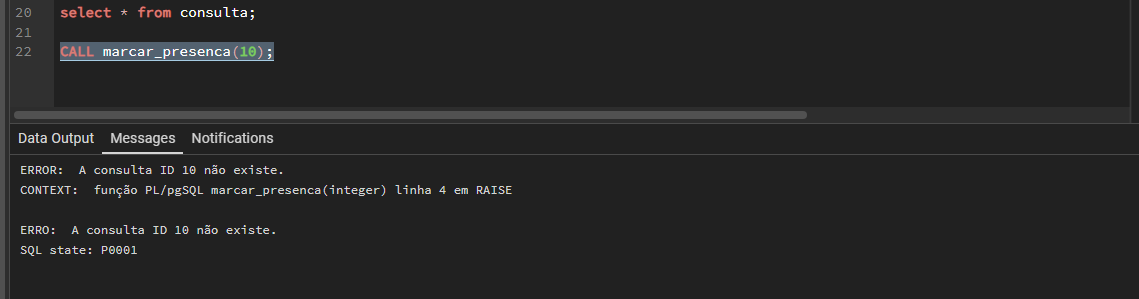 20 select * from consulta;
21
22 CALL marcar_presenca(10);
Data Output Messages Notifications
ERROR:  A consulta ID 10 não existe.
CONTEXT:  função PL/pgSQL marcar_presenca(integer) linha 4 em RAISE
ERRO:  A consulta ID 10 não existe.
SQL state: P0001